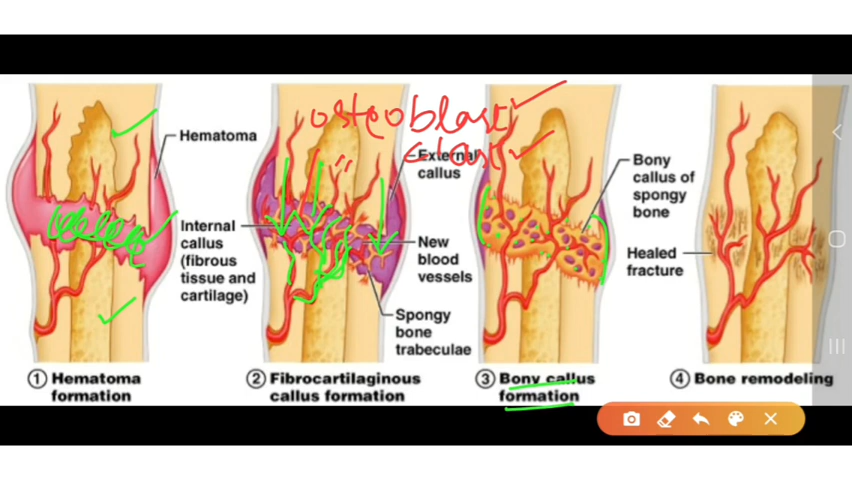 osteoblast
" clast
Hematoma
External
callus
Bony
callus of
spongy
bone
Internal
callus
(fibrous
tissue and
cartilage)
New
blood
vessels
Healed
fracture
Spongy
bone
trabeculae
1 Hematoma
formation
2 Fibrocartilaginous
callus formation
3 Bony callus
formation
4 Bone remodeling